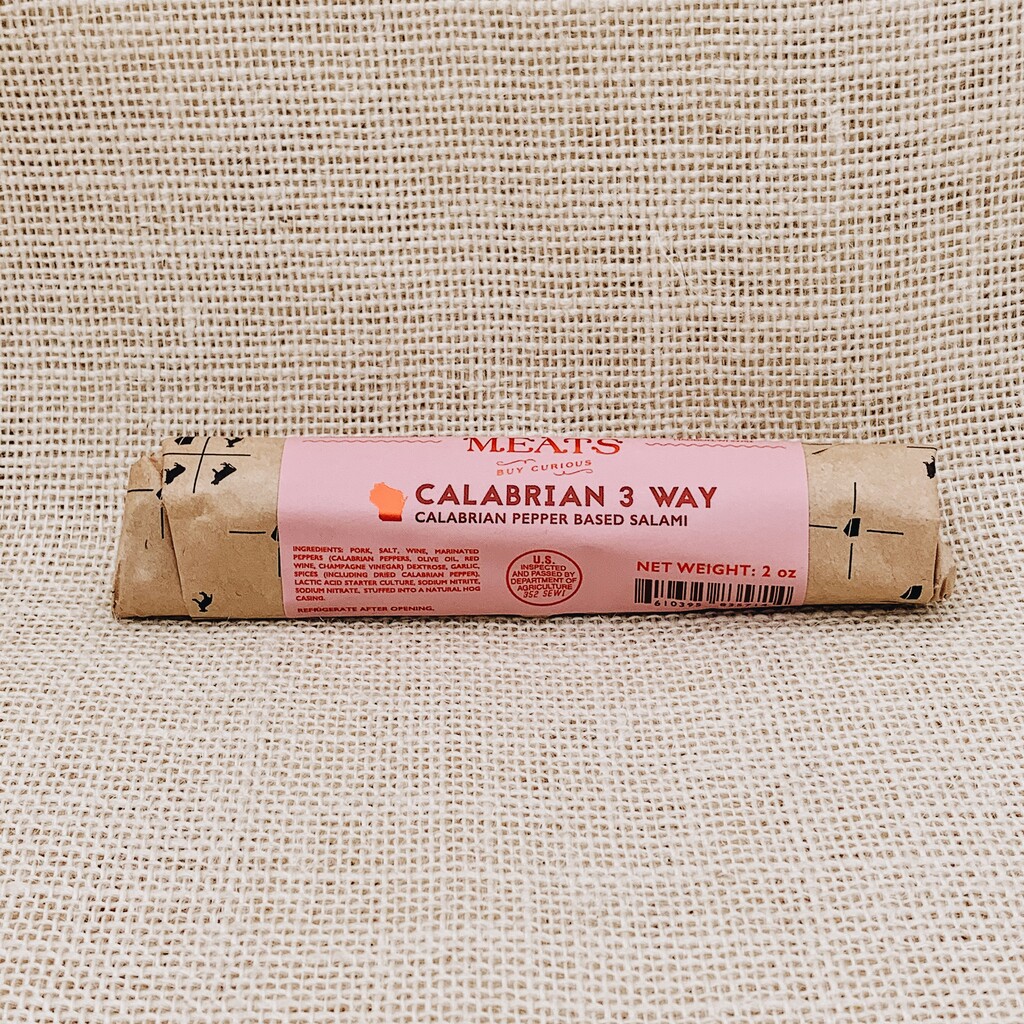 MEATS
BUY CURIOUS
CALABRIAN 3 WAY
CALABRIAN PEPPER BASED SALAMI
INGREDIENTS: PORK, SALT, WINE, MARINATED
PEPPERS (CALABRIAN PEPPERS, OLIVE OIL, RED
WINE, CHAMPAGNE VINEGAR) DEXTROSE, GARLIC,
SPICES (INCLUDING DRIED CALABRIAN PEPPER),
LACTIC ACID STARTER CULTURE, SODIUM NITRITE,
SODIUM NITRATE, STUFFED INTO A NATURAL HOG
CASING.
REFRIGERATE AFTER OPENING.
U.S.
INSPECTED
AND PASSED BY
DEPARTMENT OF
AGRICULTURE
352 SEWI
NET WEIGHT: 2 oz